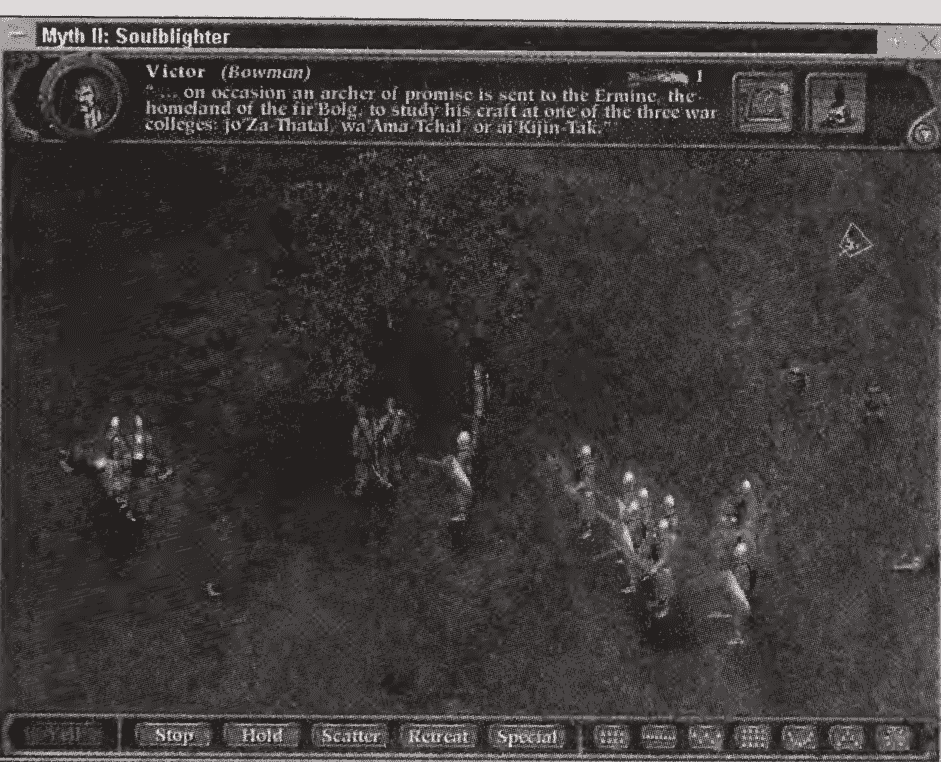 Myth II: Soulblighter
Victor (Bowman)
1
"... on occasion an archer of promise is sent to the Ermine, the
homeland of the fir'Bolg, to study his craft at one of the three war
colleges: jo'Za-Thatal, wa'Ama-Tchal, or ai'Kijin-Tak."
Stop Hold Scatter Retreat Special